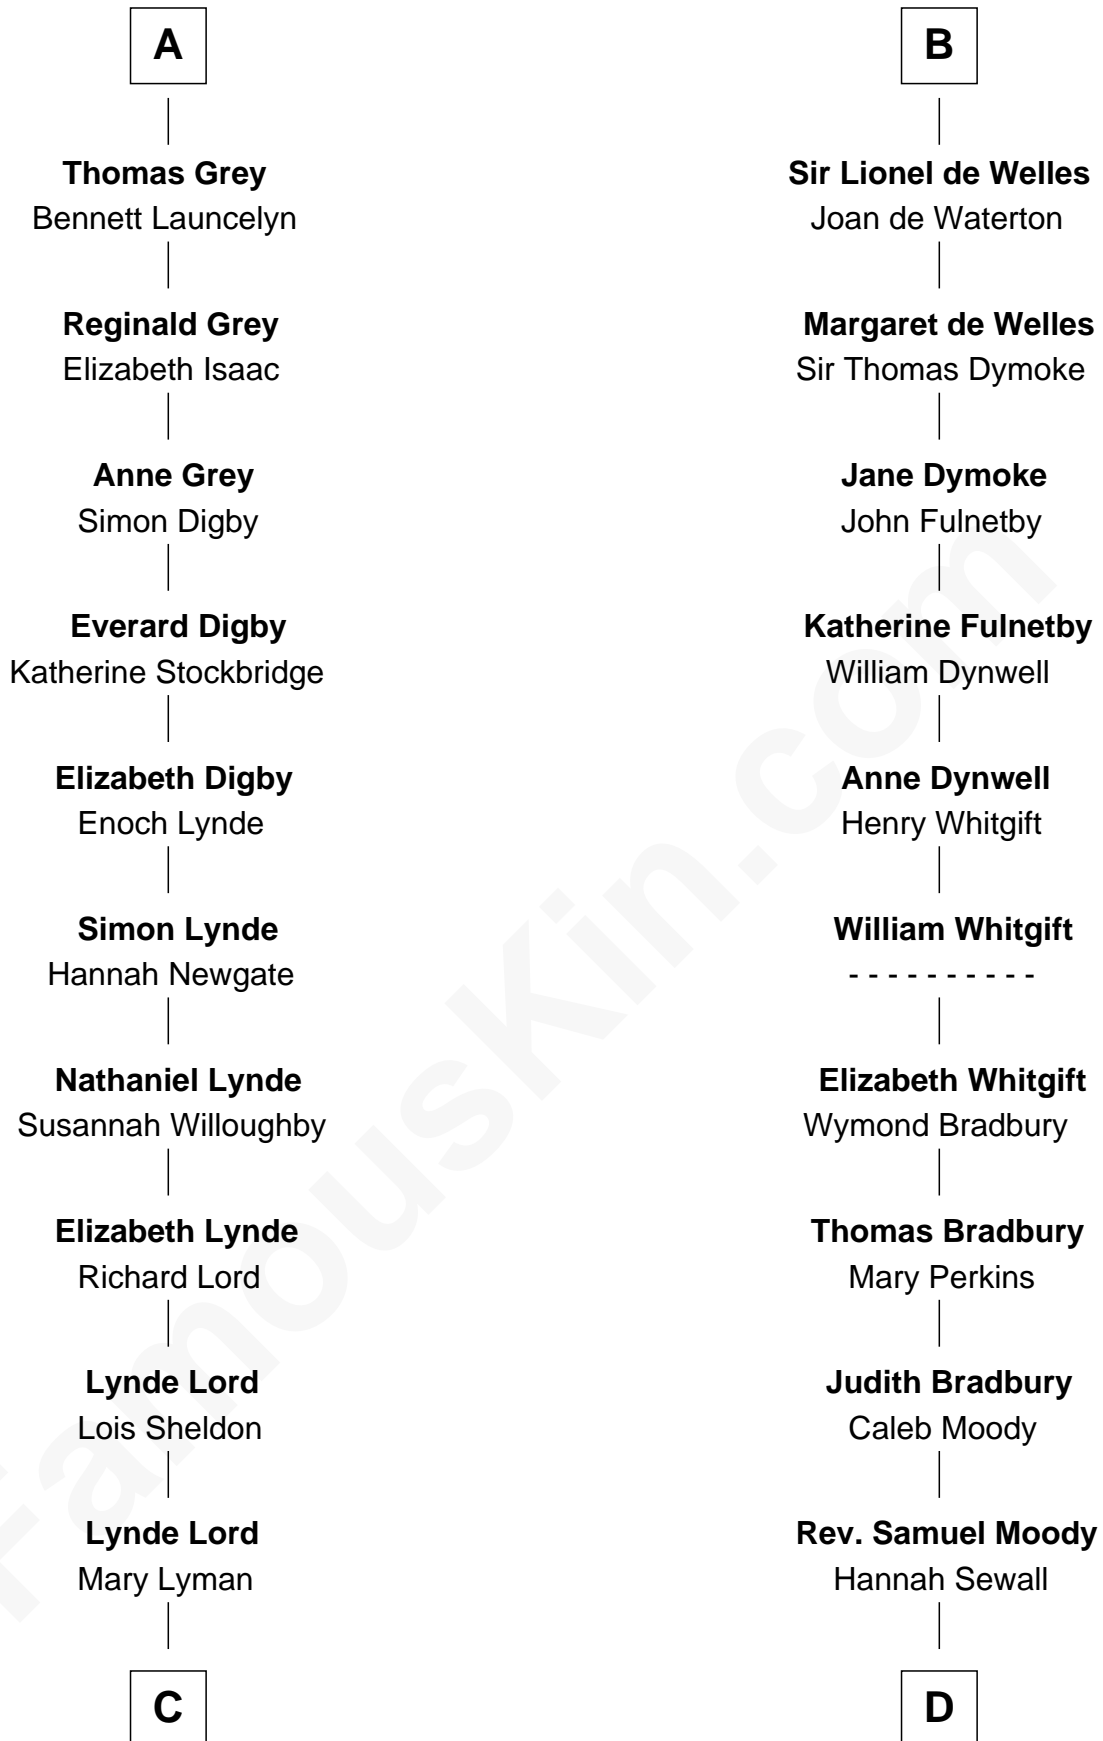 A
Thomas Grey
Bennett Launcelyn
Reginald Grey
Elizabeth Isaac
Anne Grey
Simon Digby
Everard Digby
Katherine Stockbridge
Elizabeth Digby
Enoch Lynde
Simon Lynde
Hannah Newgate
Nathaniel Lynde
Susannah Willoughby
Elizabeth Lynde
Richard Lord
Lynde Lord
Lois Sheldon
Lynde Lord
Mary Lyman
C
B
Sir Lionel de Welles
Joan de Waterton
Margaret de Welles
Sir Thomas Dymoke
Jane Dymoke
John Fulnetby
Katherine Fulnetby
William Dynwell
Anne Dynwell
Henry Whitgift
William Whitgift
- - - - - - - - - -
Elizabeth Whitgift
Wymond Bradbury
Thomas Bradbury
Mary Perkins
Judith Bradbury
Caleb Moody
Rev. Samuel Moody
Hannah Sewall
D
FamousKin.com